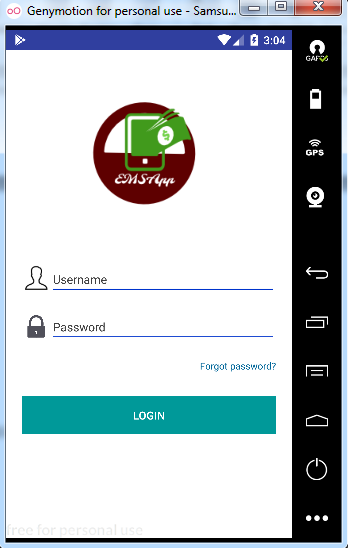 Genymotion for personal use - Samsu...
3:04
GAPPS
GPS
EMSApp
Username
Password
Forgot password?
LOGIN
free for personal use